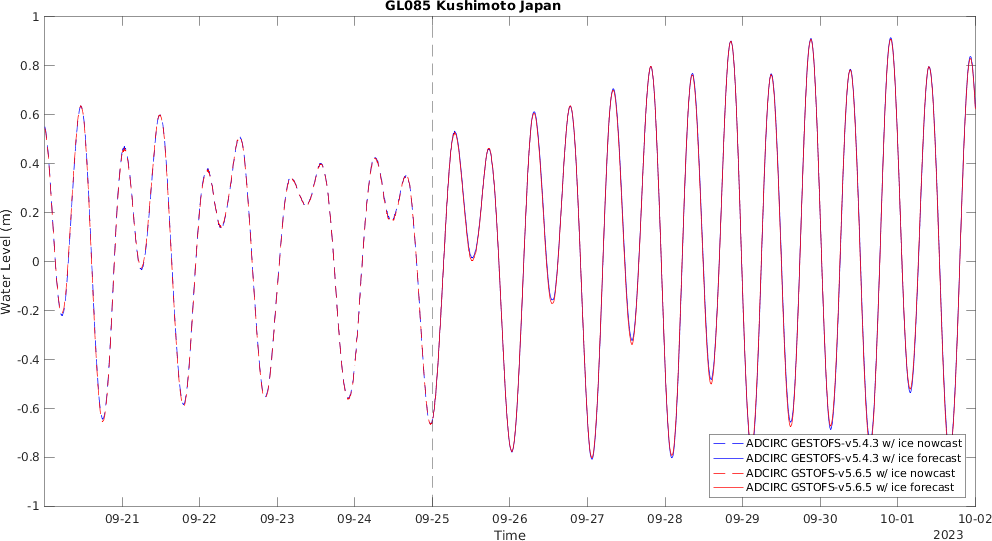 GL085 Kushimoto Japan
1
0.8
0.6
0.4
0.2
0
-0.2
-0.4
-0.6
-0.8
-1
Water Level (m)
ADCIRC GESTOFS-v5.4.3 w/ ice nowcast
ADCIRC GESTOFS-v5.4.3 w/ ice forecast
ADCIRC GSTOFS-v5.6.5 w/ ice nowcast
ADCIRC GSTOFS-v5.6.5 w/ ice forecast
09-21 09-22 09-23 09-24 09-25 09-26 09-27 09-28 09-29 09-30 10-01 10-02
Time
2023